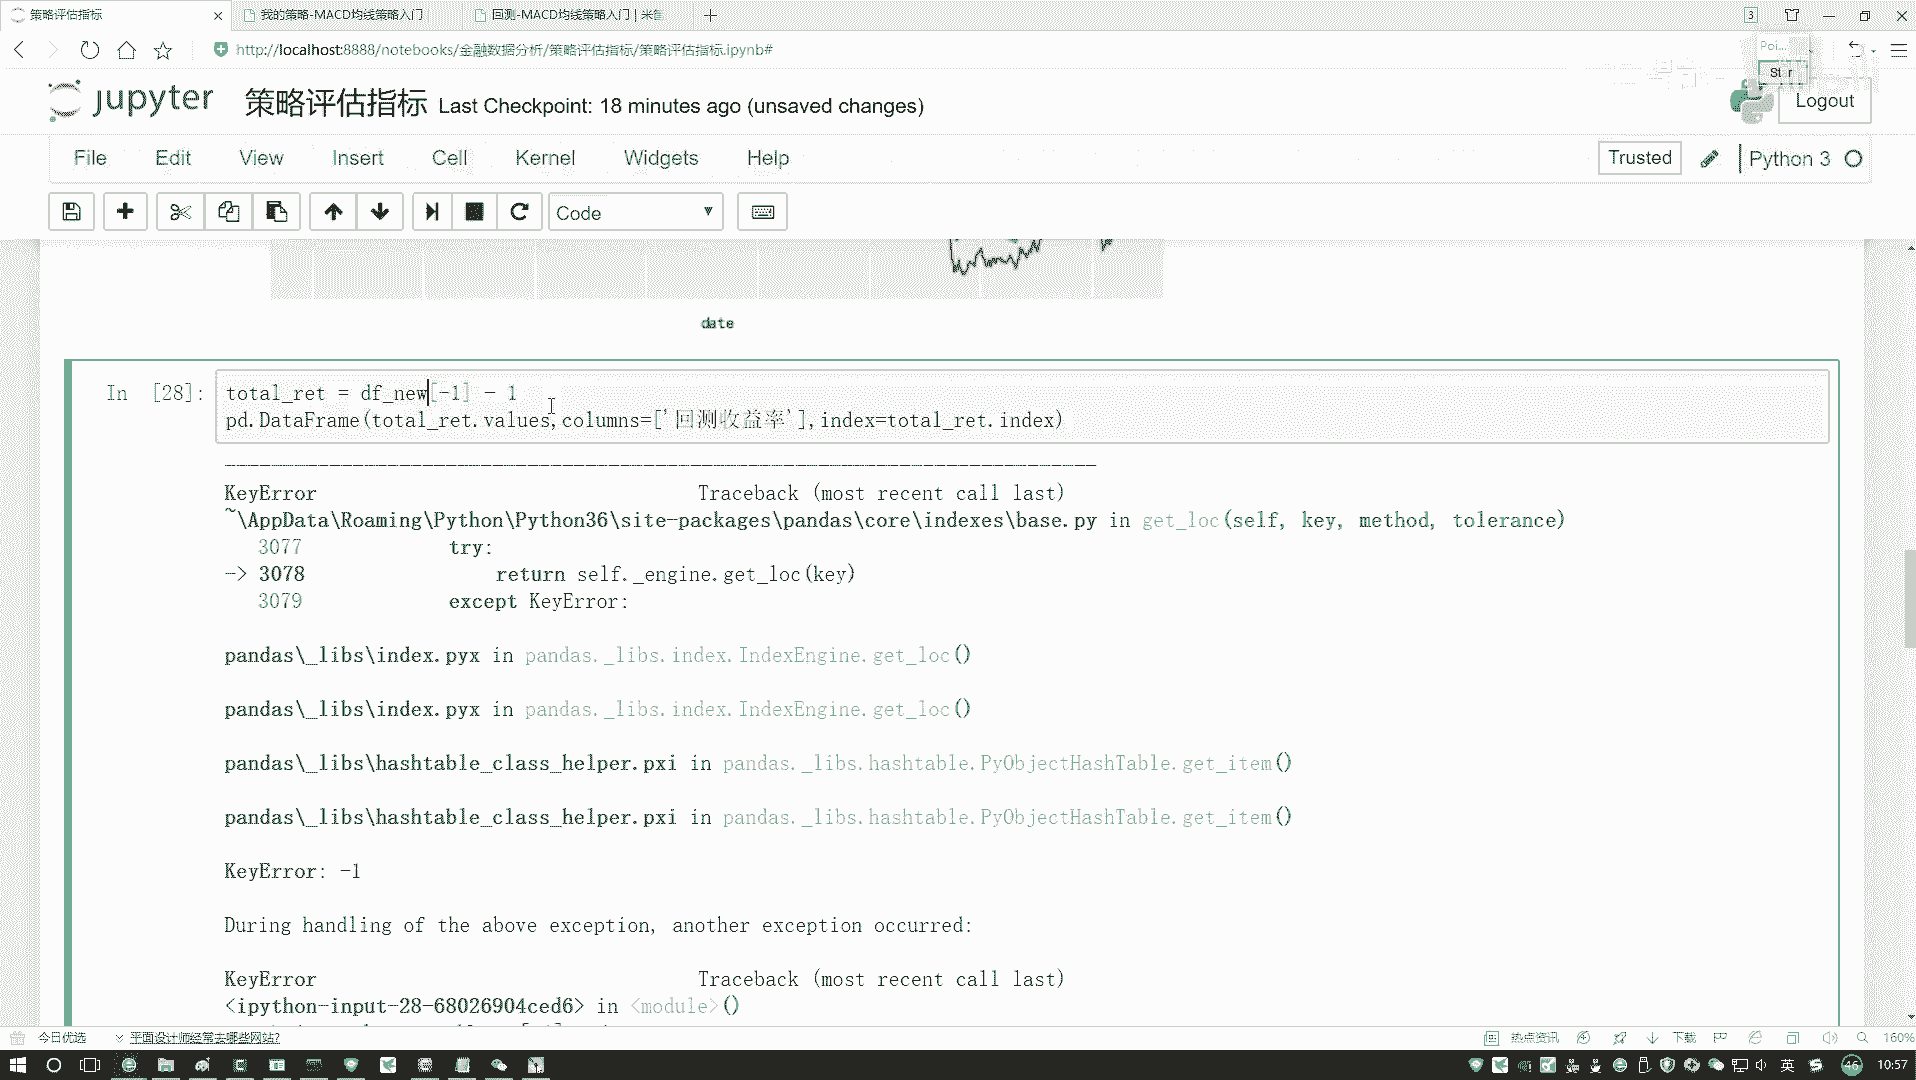 策略评估指标
我的策略-MACD均线策略入门
回测-MACD均线策略入门 | 米
3
http://localhost:8888/notebooks/金融数据分析/策略评估指标/策略评估指标.ipynb#
Poi...
jupyter 策略评估指标 Last Checkpoint: 18 minutes ago (unsaved changes)
Logout
File Edit View Insert Cell Kernel Widgets Help
Trusted Python 3
Code
date
In [28]: total_ret = df_new[-1] - 1
pd.DataFrame(total_ret.values,columns=['回测收益率'],index=total_ret.index)
---------------------------------------------------------------------------
KeyError Traceback (most recent call last)
~\AppData\Roaming\Python\Python36\site-packages\pandas\core\indexes\base.py in get_loc(self, key, method, tolerance)
3077 try:
-> 3078 return self._engine.get_loc(key)
3079 except KeyError:
pandas\_libs\index.pyx in pandas._libs.index.IndexEngine.get_loc()
pandas\_libs\index.pyx in pandas._libs.index.IndexEngine.get_loc()
pandas\_libs\hashtable_class_helper.pxi in pandas._libs.hashtable.PyObjectHashTable.get_item()
pandas\_libs\hashtable_class_helper.pxi in pandas._libs.hashtable.PyObjectHashTable.get_item()
KeyError: -1
During handling of the above exception, another exception occurred:
KeyError Traceback (most recent call last)
<ipython-input-28-68026904ced6> in <module>()
今日优选
平面设计师经常去哪些网站?
热点资讯
下载
160%
英
46
10:57